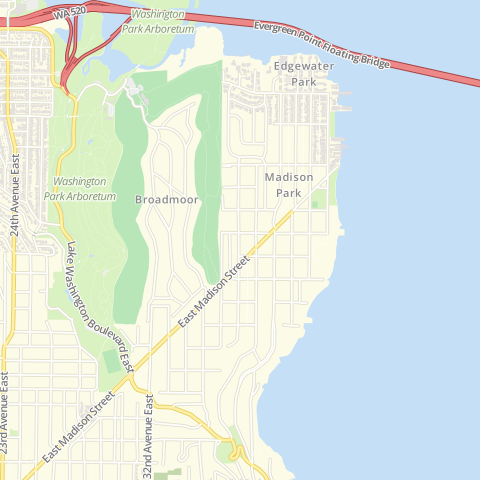 WA 520
Washington
Park Arboretum
Evergreen Point Floating Bridge
Edgewater
Park
Madison
Park
Washington
Park Arboretum
Broadmoor
24th Avenue East
Lake Washington Boulevard East
East Madison Street
East Madison Street
23rd Avenue East
32nd Avenue East